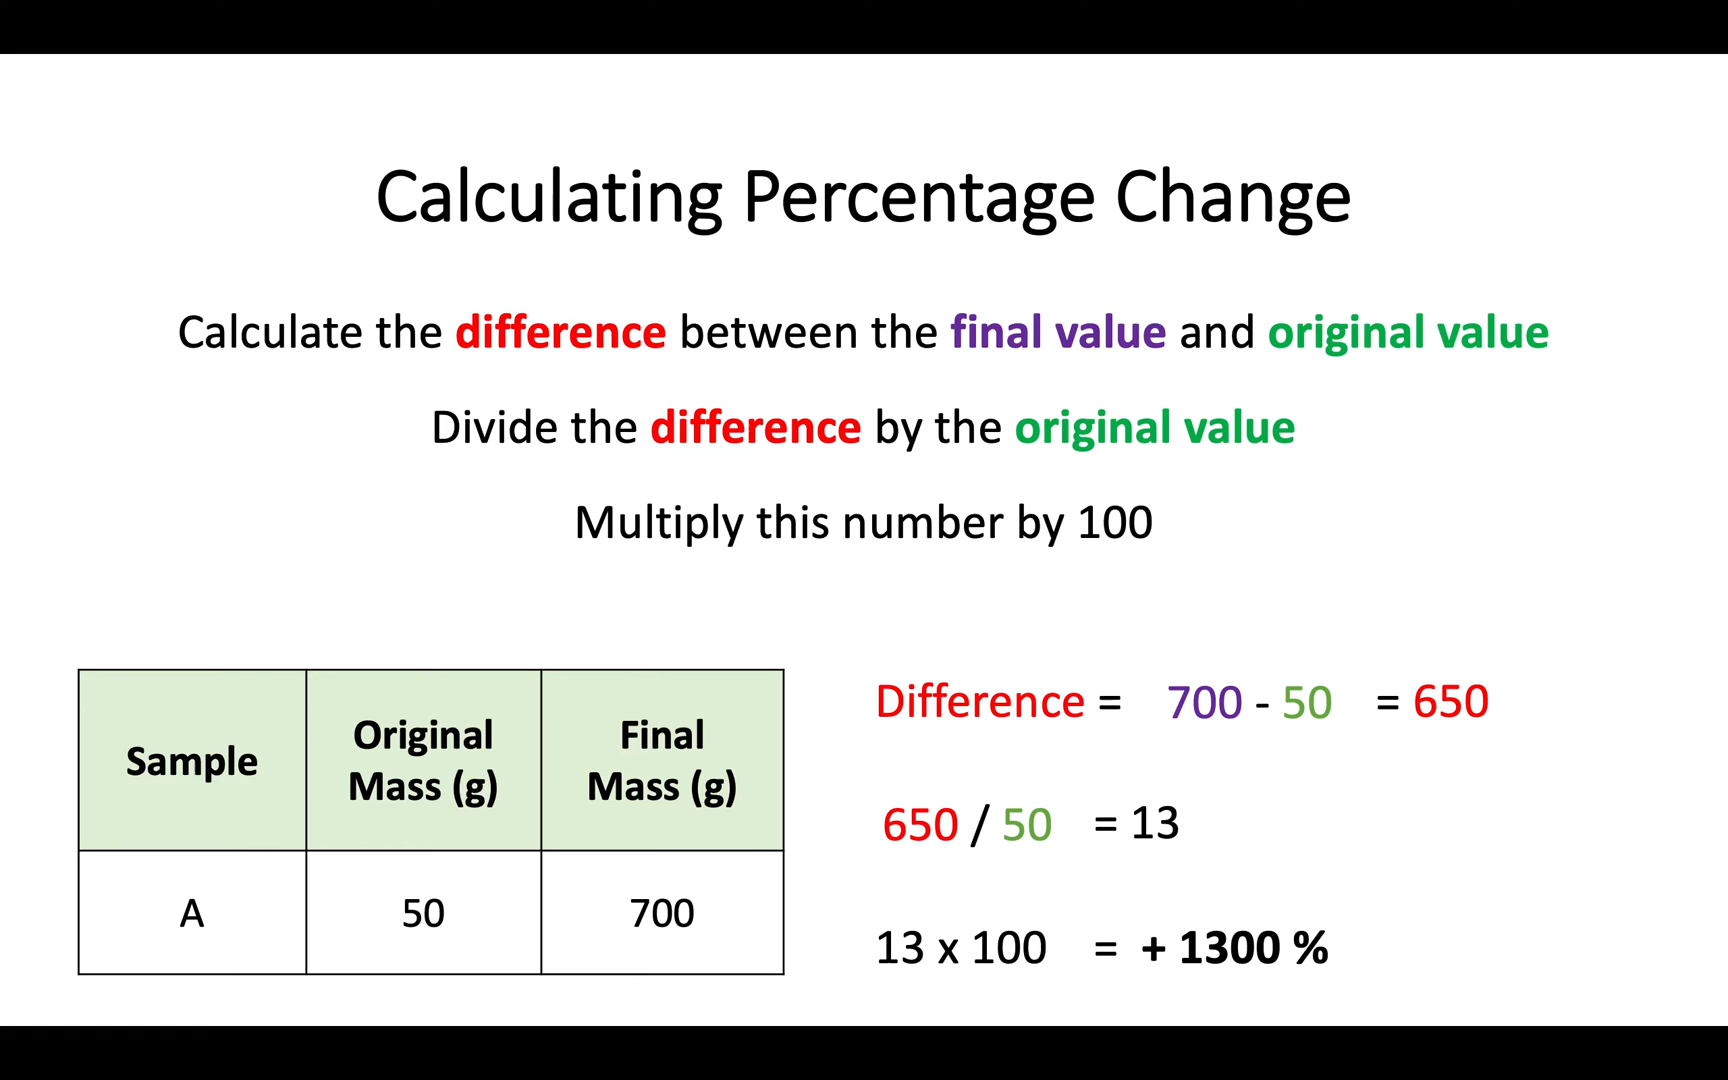 Calculating Percentage Change
Calculate the difference between the final value and original value
Divide the difference by the original value
Multiply this number by 100
Sample
Original
Mass (g)
Final
Mass (g)
A
50
700
Difference = 700 - 50 = 650
650 / 50 = 13
13 x 100 = + 1300 %